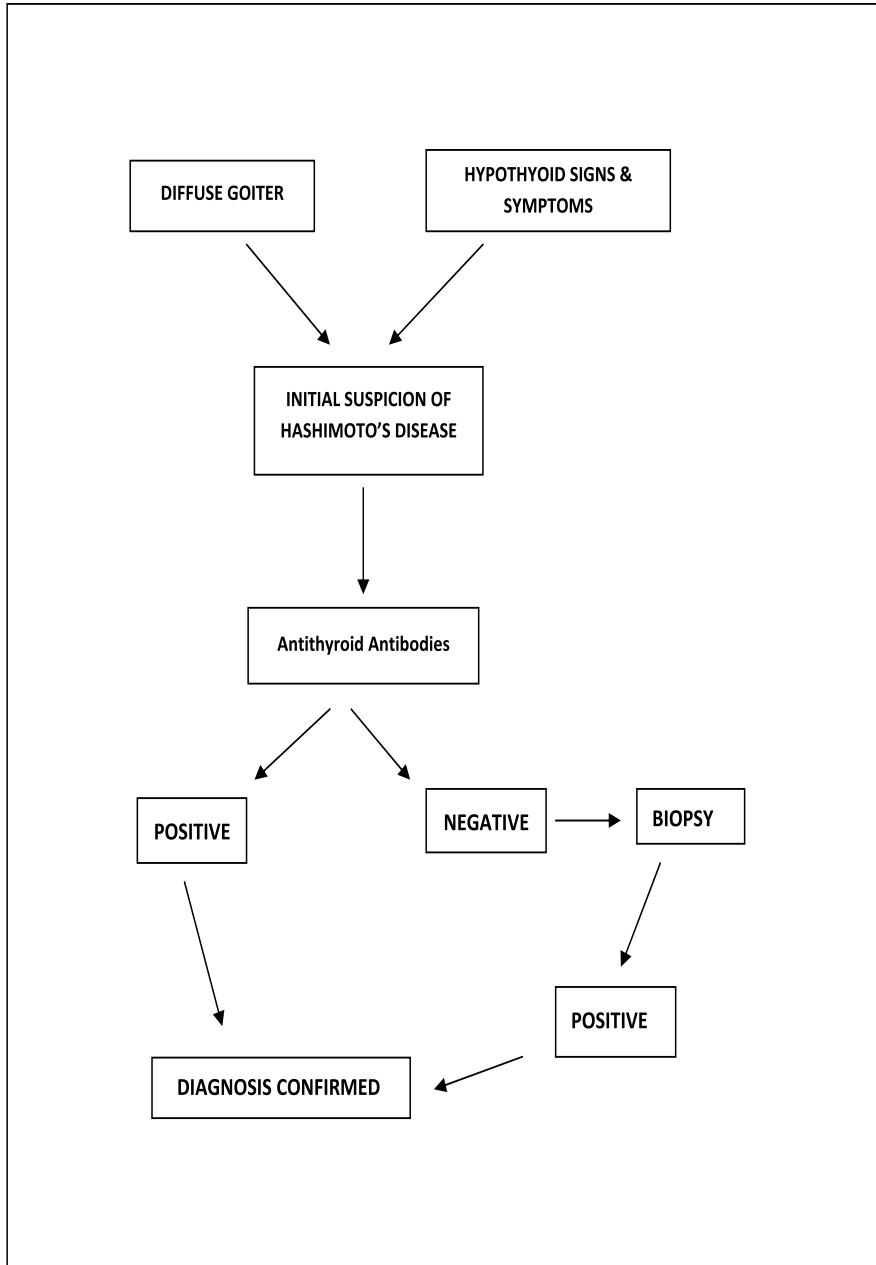 DIFFUSE GOITER
HYPOTHYOID SIGNS &
SYMPTOMS
INITIAL SUSPICION OF
HASHIMOTO’S DISEASE
Antithyroid Antibodies
POSITIVE
NEGATIVE
BIOPSY
POSITIVE
DIAGNOSIS CONFIRMED